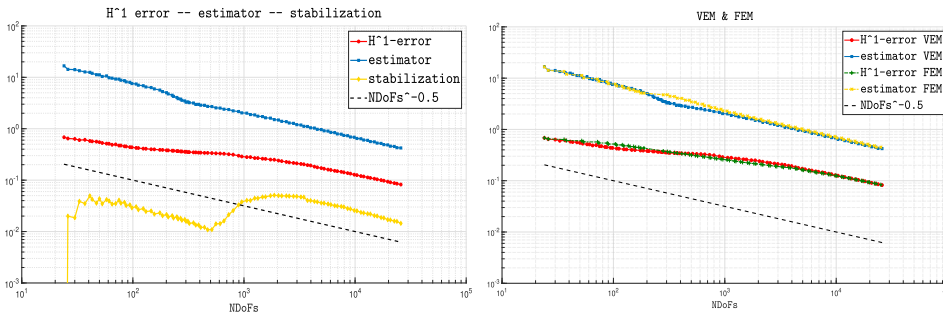 H^1 error -- estimator -- stabilization
10^2
10^1
10^0
10^-1
10^-2
10^-3
10^1
10^2
10^3
10^4
10^5
NDoFs
H^1-error
estimator
stabilization
NDoFs^-0.5
VEM & FEM
10^2
10^1
10^0
10^-1
10^-2
10^-3
10^1
10^2
10^3
10^4
NDoFs
H^1-error VEM
estimator VEM
H^1-error FEM
estimator FEM
NDoFs^-0.5